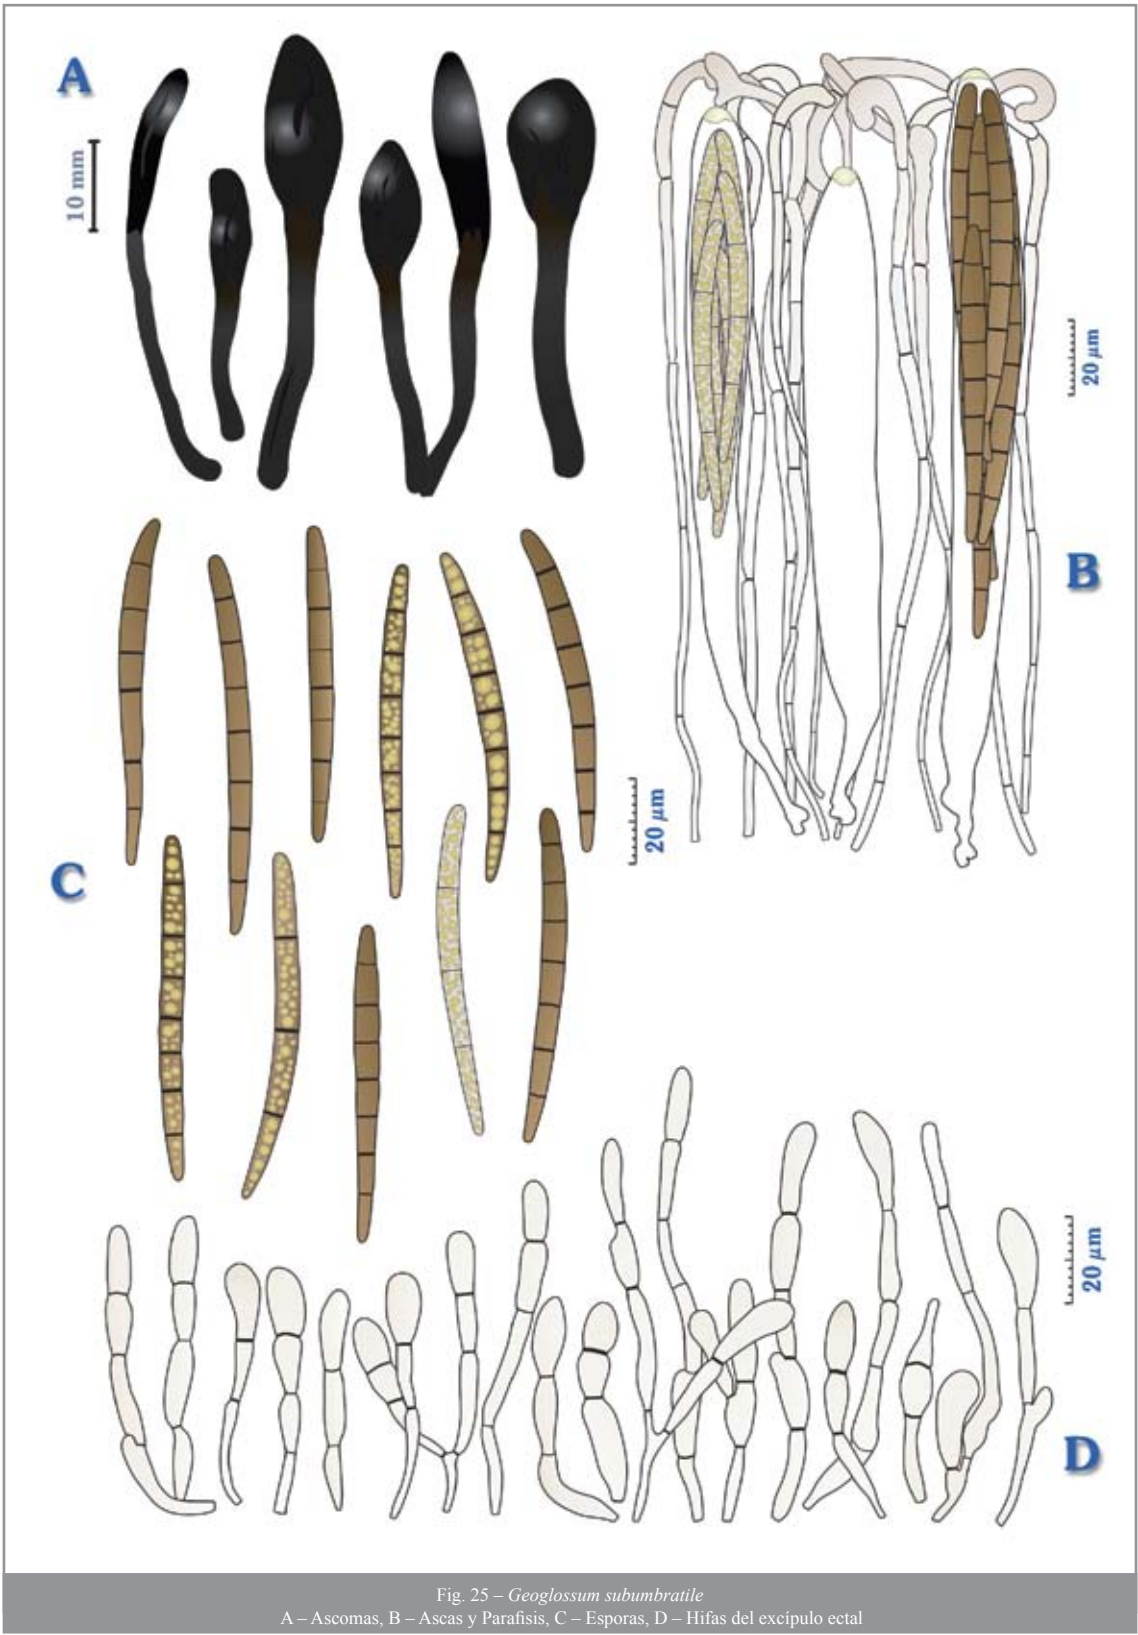 A
10 mm
20 µm
B
20 µm
C
20 µm
D
Fig. 25 – Geoglossum subumbratile
A – Ascomas, B – Ascas y Parafisis, C – Esporas, D – Hifas del excípulo ectal